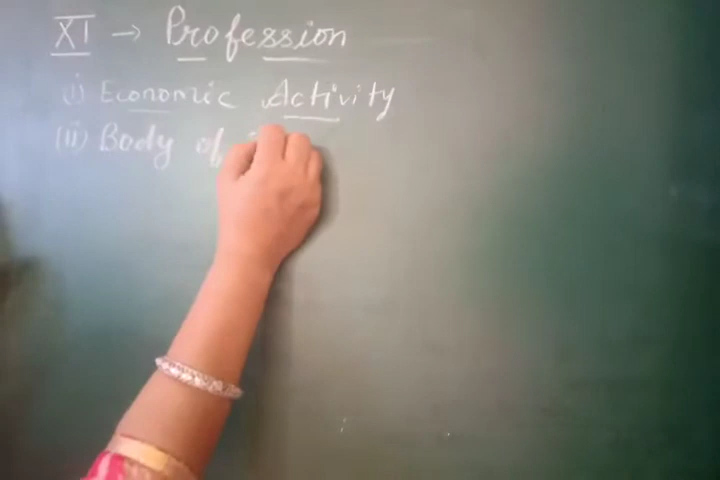 XI → Profession
(i) Economic Activity
(ii) Body of